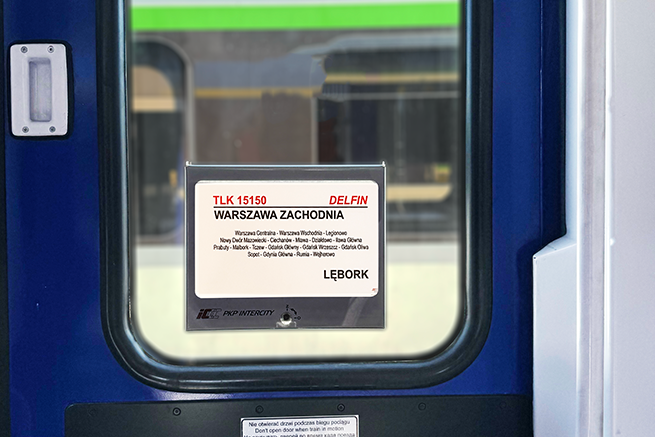 TLK 15150 DELFIN
WARSZAWA ZACHODNIA
Warszawa Centralna - Warszawa Wschodnia - Legionowo
Nowy Dwór Mazowiecki - Ciechanów - Mława - Działdowo - Iława Główna
Prabuty - Malbork - Tczew - Gdańsk Główny - Gdańsk Wrzeszcz - Gdańsk Oliwa
Sopot - Gdynia Główna - Rumia - Wejherowo
LĘBORK
IC PKP INTERCITY
Nie otwierać drzwi podczas biegu pociągu
Don't open door when train in motion